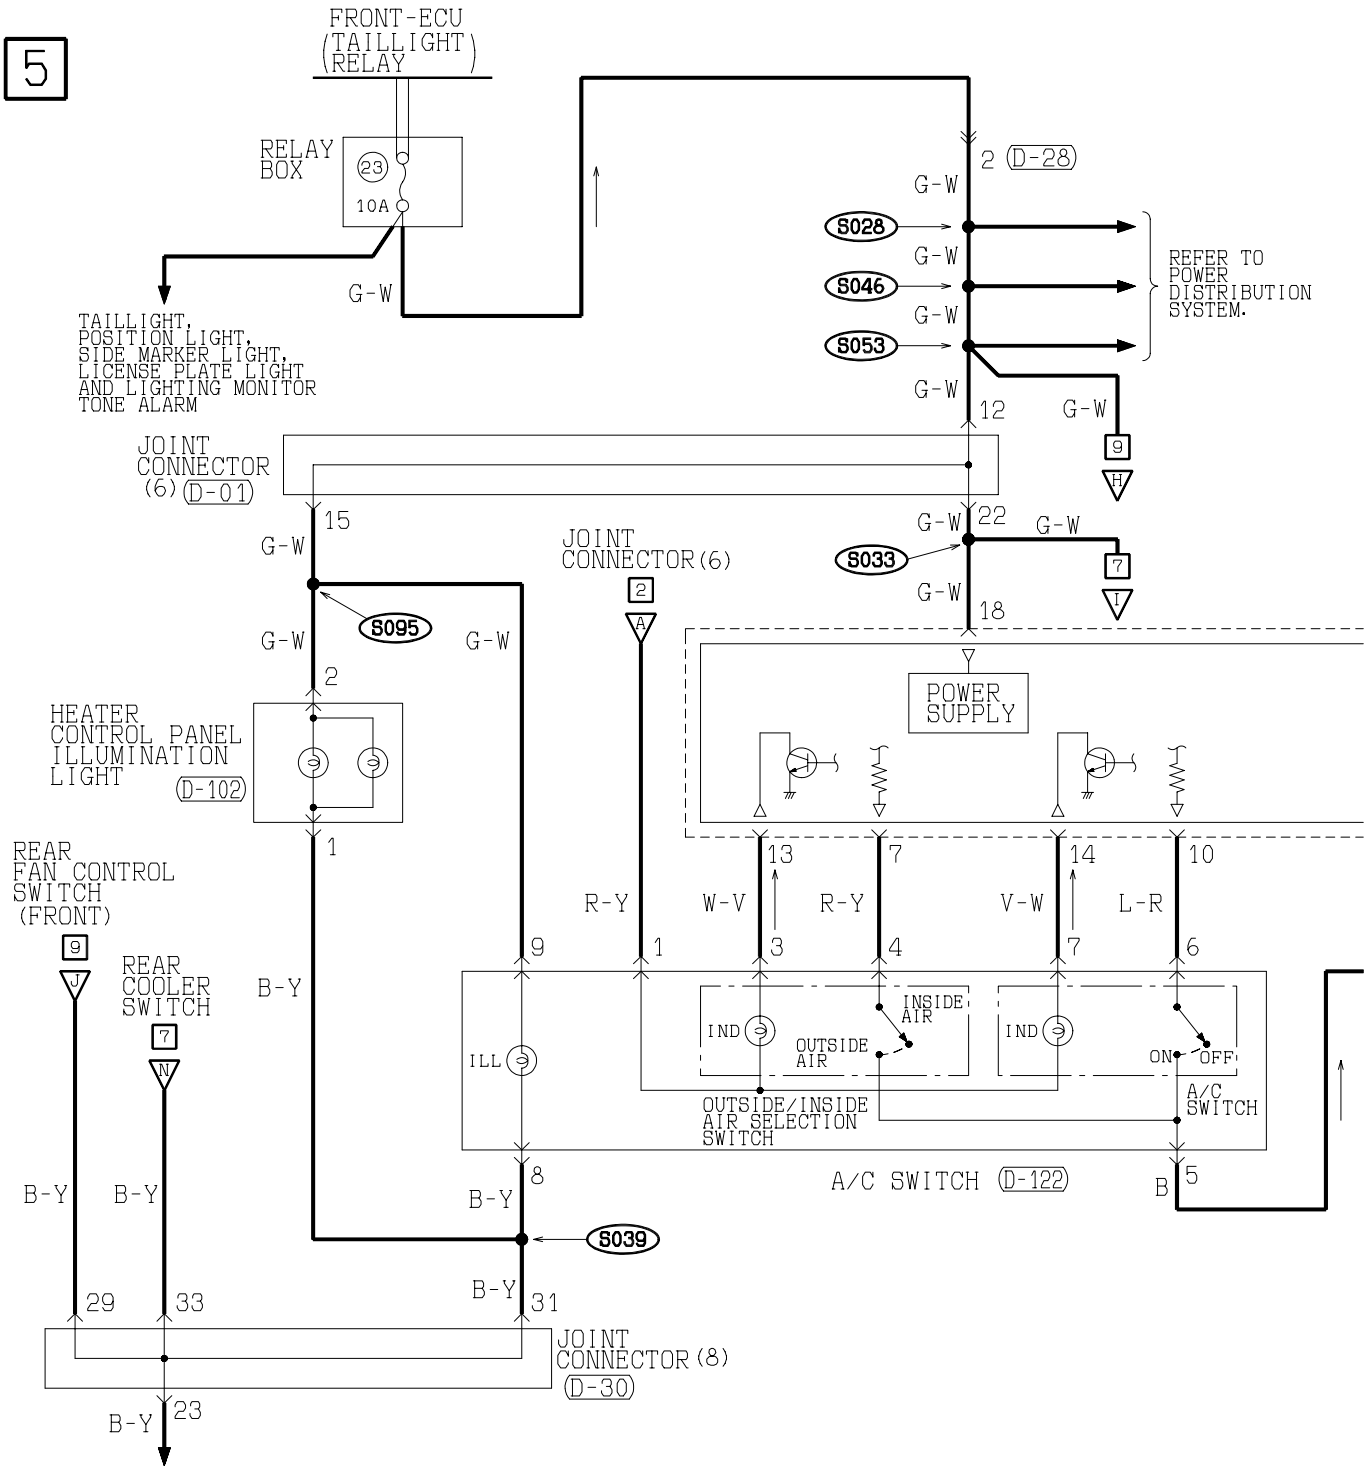 5
FRONT-ECU
(TAILLIGHT
RELAY)
RELAY
BOX
23
10A
2 (D-28)
G-W
S028
G-W
S046
G-W
S053
REFER TO
POWER
DISTRIBUTION
SYSTEM.
G-W
TAILLIGHT,
POSITION LIGHT,
SIDE MARKER LIGHT,
LICENSE PLATE LIGHT
AND LIGHTING MONITOR
TONE ALARM
G-W
12
G-W
9
H
JOINT
CONNECTOR
(6) (D-01)
15
22
G-W
G-W
G-W
S033
7
I
G-W
18
JOINT
CONNECTOR(6)
2
A
S095
G-W
G-W
2
POWER
SUPPLY
HEATER
CONTROL PANEL
ILLUMINATION
LIGHT
(D-102)
1
13
7
14
10
REAR
FAN CONTROL
SWITCH
(FRONT)
9
J
R-Y
W-V
R-Y
V-W
L-R
9
1
3
4
7
6
REAR
COOLER
SWITCH
7
N
B-Y
ILL
IND
INSIDE
AIR
OUTSIDE
AIR
IND
ON
OFF
A/C
SWITCH
OUTSIDE/INSIDE
AIR SELECTION
SWITCH
8
5
A/C SWITCH (D-122)
B-Y
B-Y
B-Y
B
S039
B-Y
29
33
31
JOINT
CONNECTOR(8)
(D-30)
23
B-Y